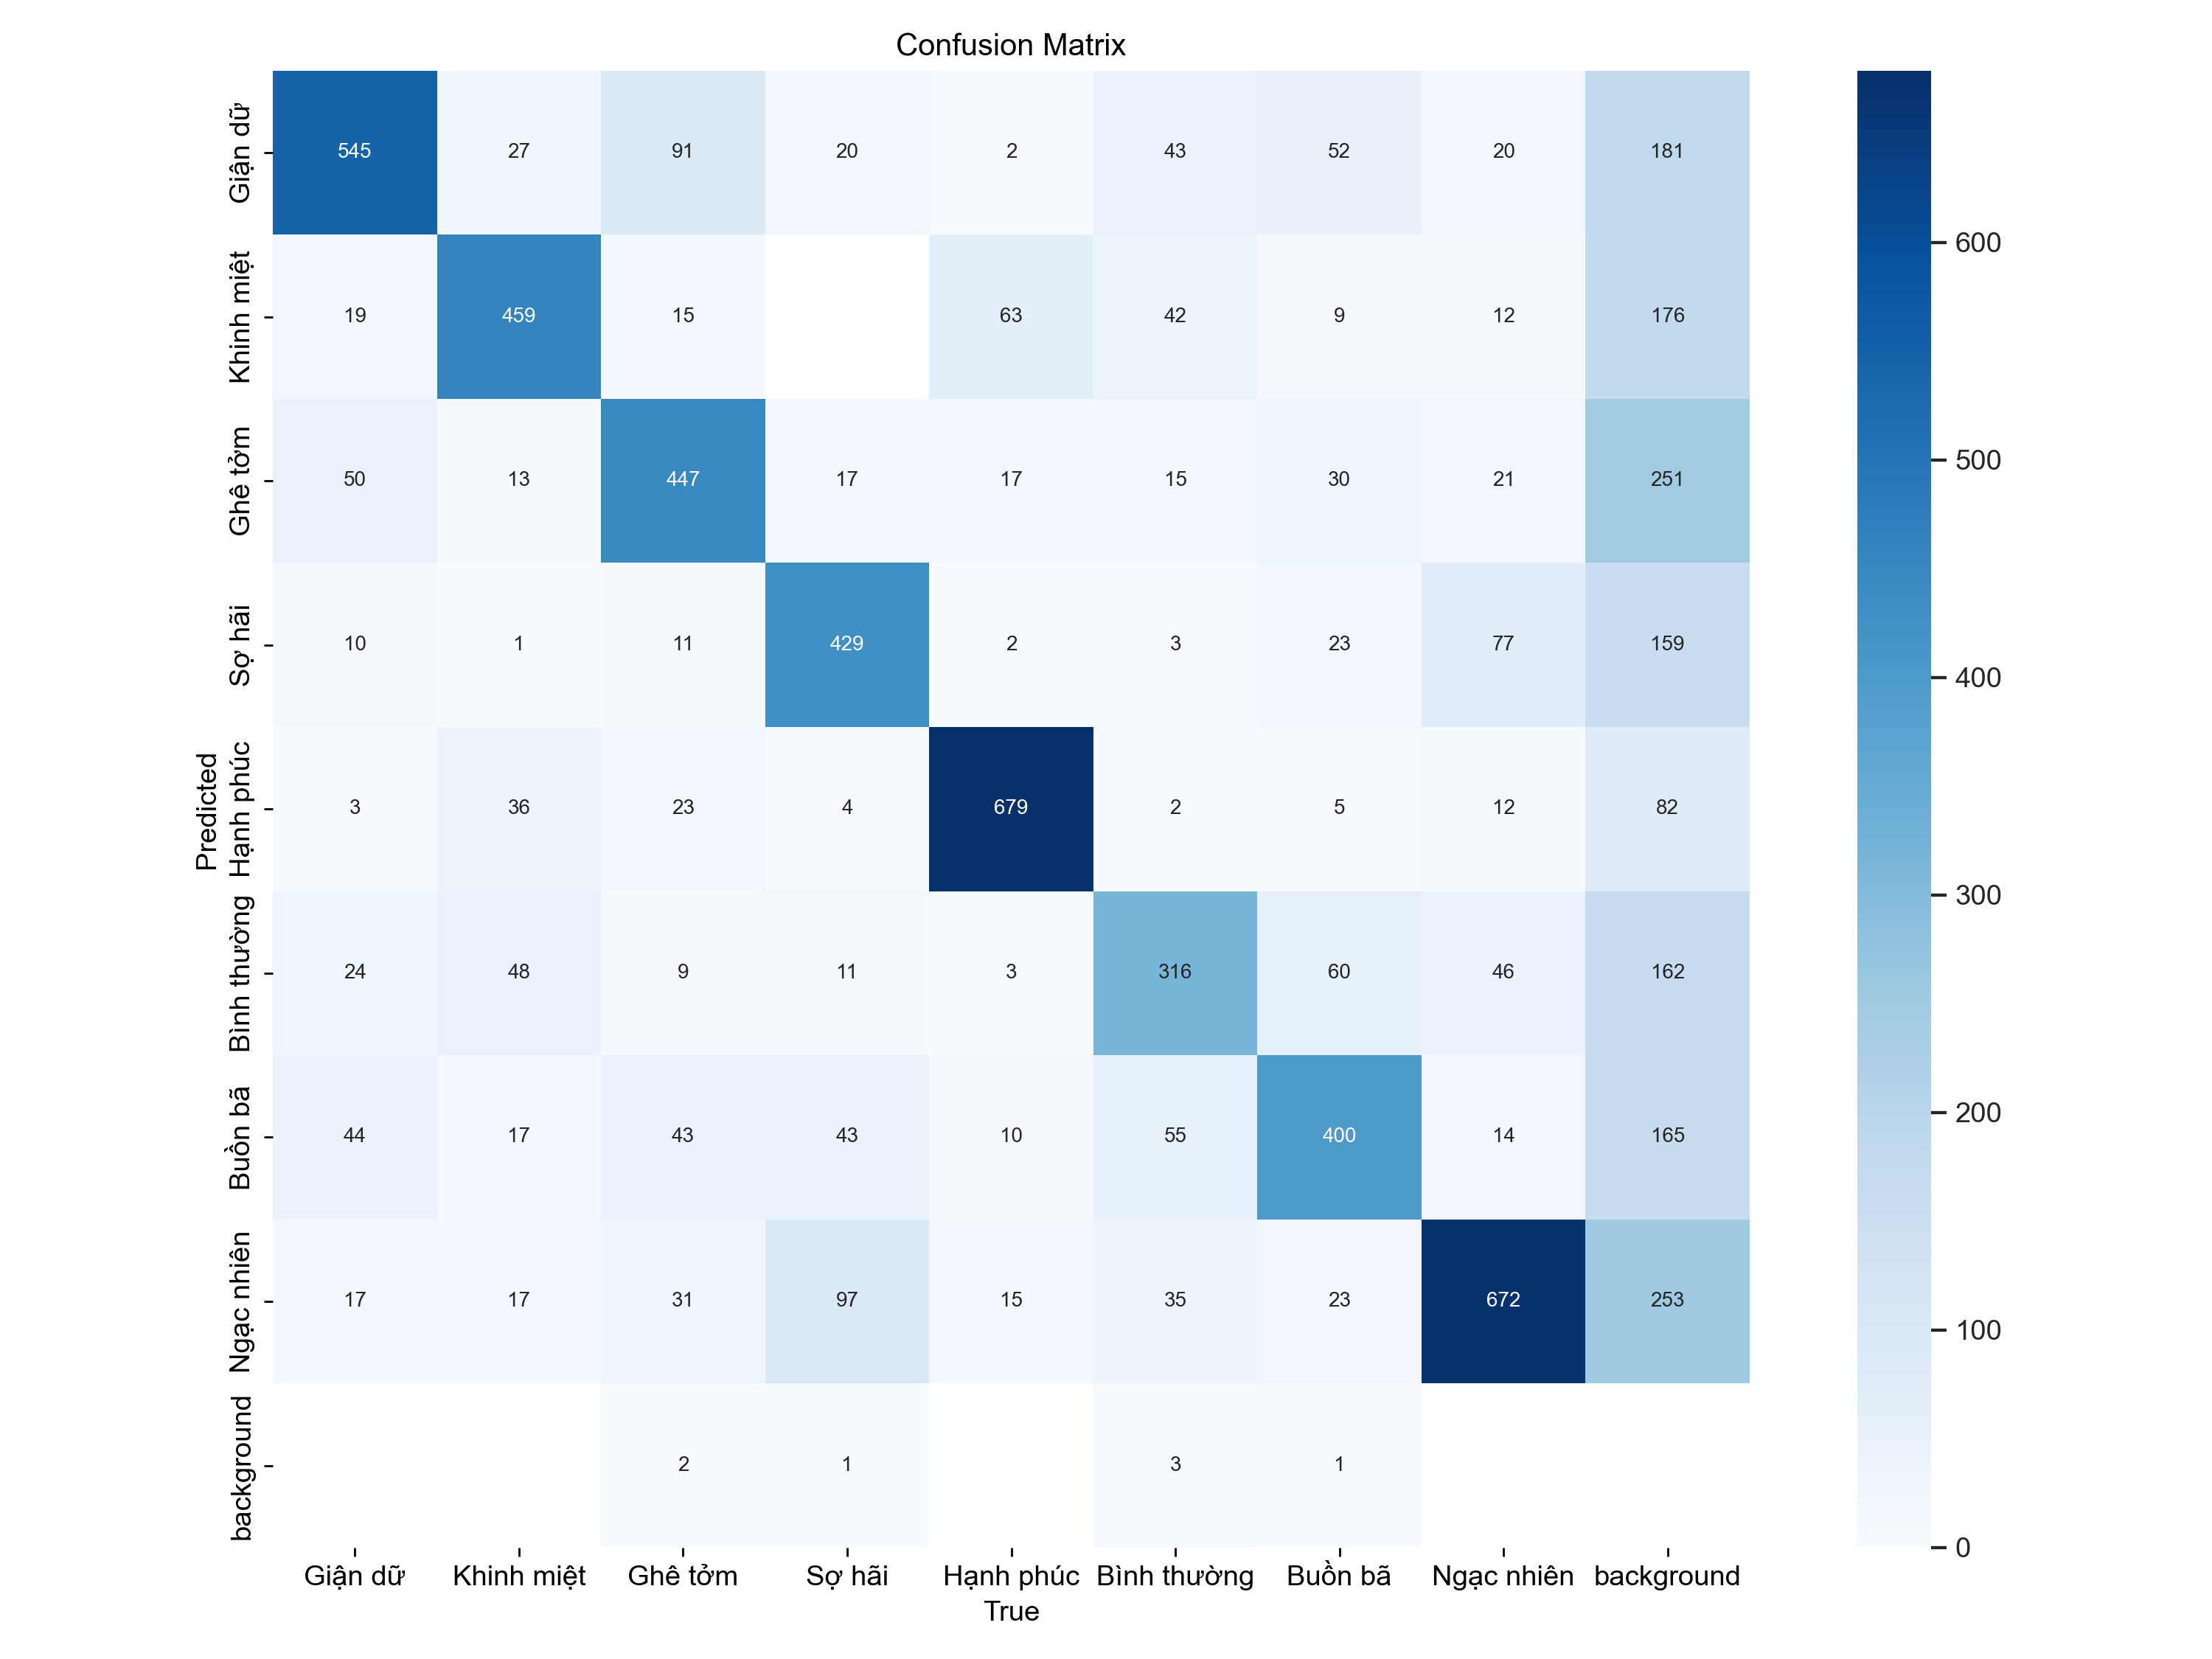 Confusion Matrix
Giận dữ 545 27 91 20 2 43 52 20 181
Khinh miệt 19 459 15 63 42 9 12 176
Ghê tởm 50 13 447 17 17 15 30 21 251
Sợ hãi 10 1 11 429 2 3 23 77 159
Hạnh phúc 3 36 23 4 679 2 5 12 82
Bình thường 24 48 9 11 3 316 60 46 162
Buồn bã 44 17 43 43 10 55 400 14 165
Ngạc nhiên 17 17 31 97 15 35 23 672 253
background 2 1 3 1
Predicted
Giận dữ Khinh miệt Ghê tởm Sợ hãi Hạnh phúc Bình thường Buồn bã Ngạc nhiên background
True
600
500
400
300
200
100
0